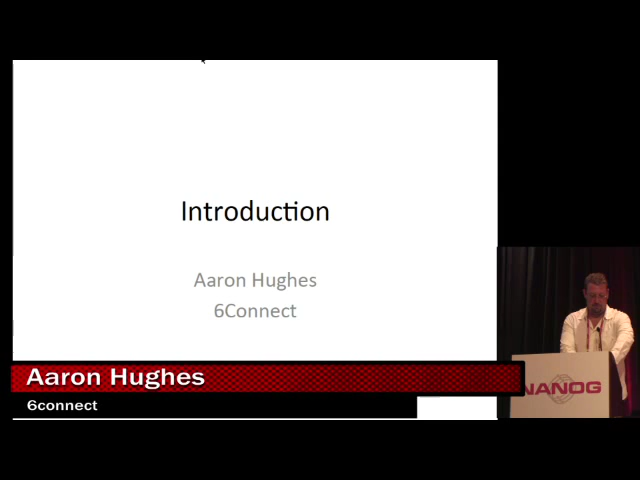 Introduction
Aaron Hughes
6Connect
Aaron Hughes
6connect
NANOG